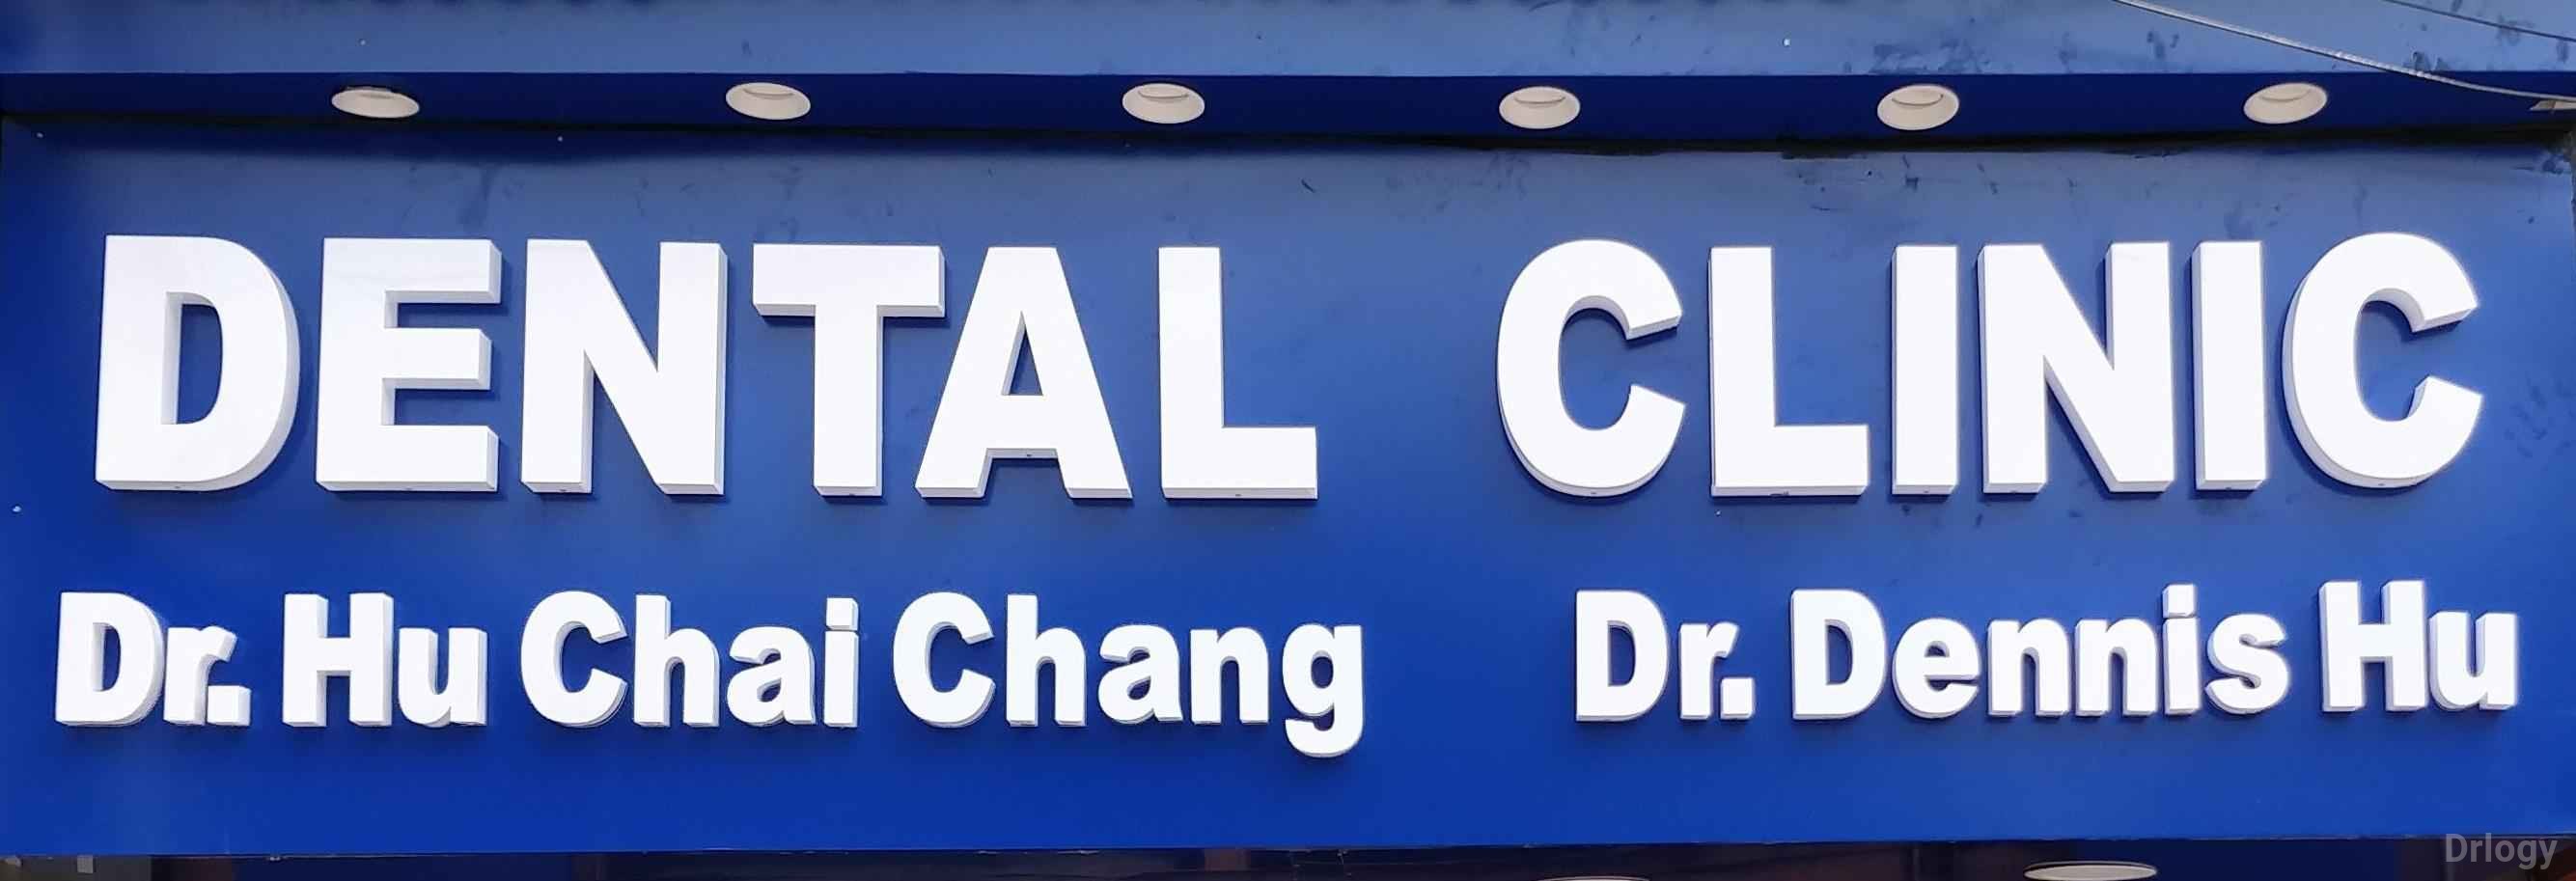 DENTAL CLINIC
Dr. Hu Chai Chang Dr. Dennis Hu
Drlogy